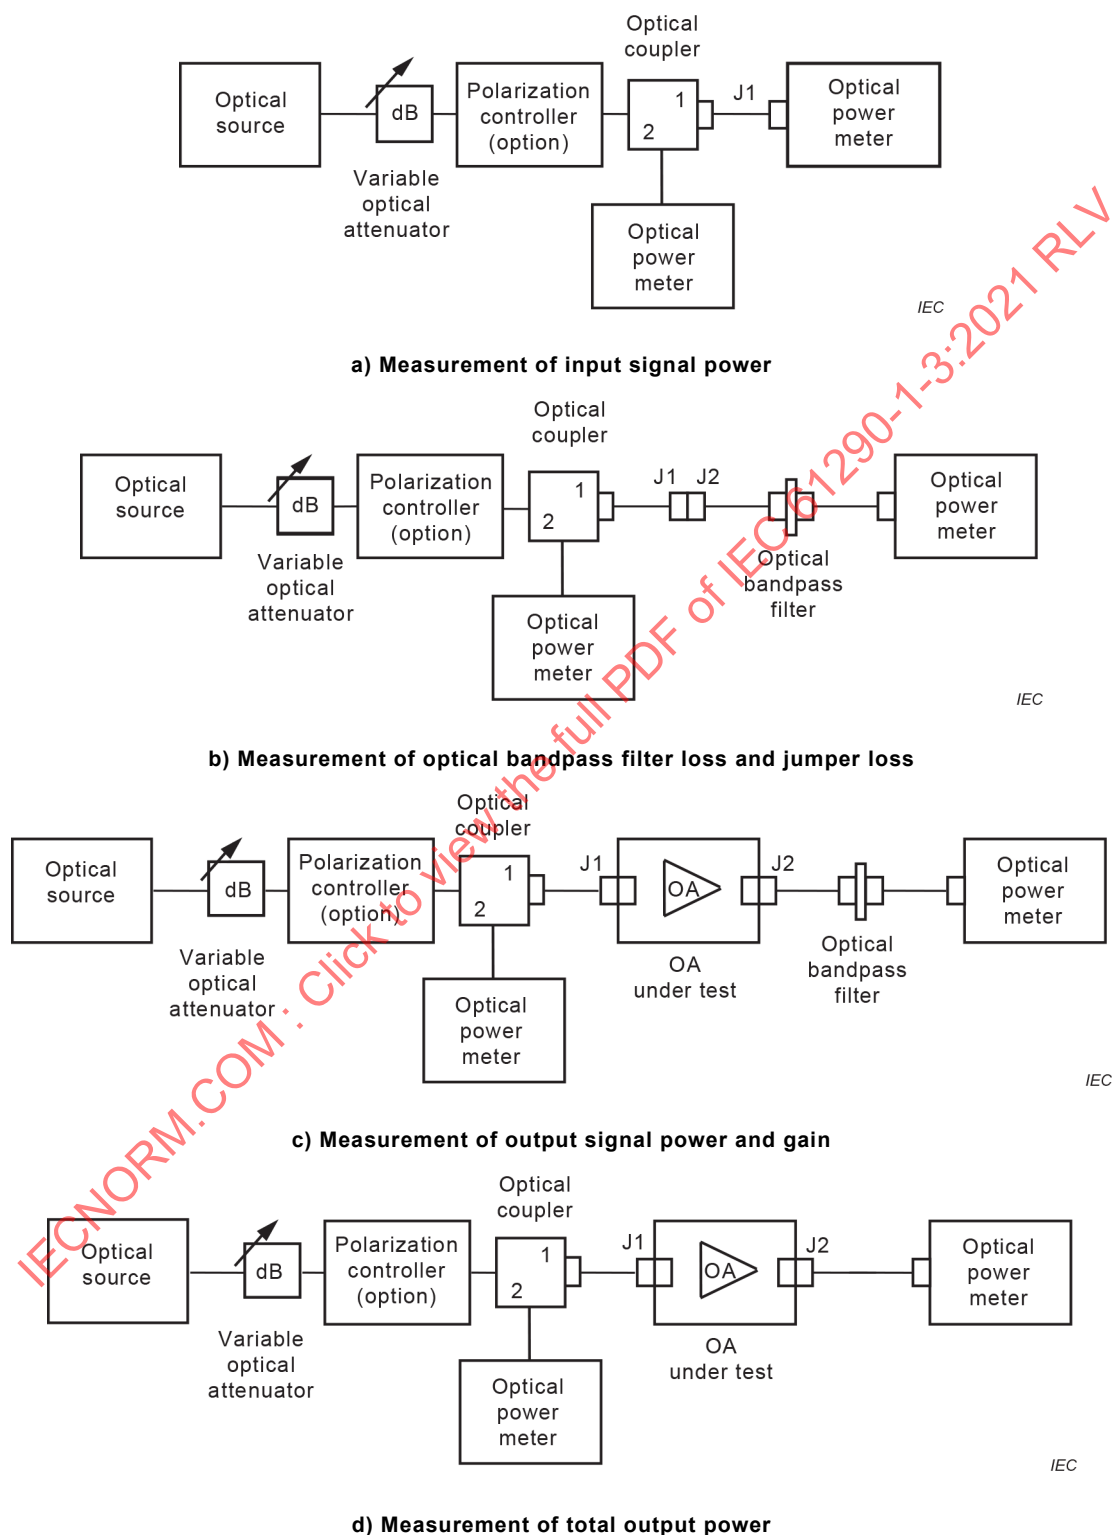 Optical
coupler
Optical
source
dB
Polarization
controller
(option)
1
2
J1
Optical
power
meter
Variable
optical
attenuator
Optical
power
meter
IEC
a) Measurement of input signal power
Optical
coupler
Optical
source
dB
Polarization
controller
(option)
1
2
J1 J2
Optical
power
meter
Variable
optical
attenuator
Optical
bandpass
filter
Optical
power
meter
IEC
b) Measurement of optical bandpass filter loss and jumper loss
Optical
coupler
Optical
source
dB
Polarization
controller
(option)
1
2
J1
OA
J2
Optical
power
meter
Variable
optical
attenuator
OA
under test
Optical
bandpass
filter
Optical
power
meter
IEC
c) Measurement of output signal power and gain
Optical
coupler
Optical
source
dB
Polarization
controller
(option)
1
2
J1
OA
J2
Optical
power
meter
Variable
optical
attenuator
OA
under test
Optical
power
meter
IEC
d) Measurement of total output power
IECNORM.COM : Click to view the full PDF of IEC 61290-1-3:2021 RLV